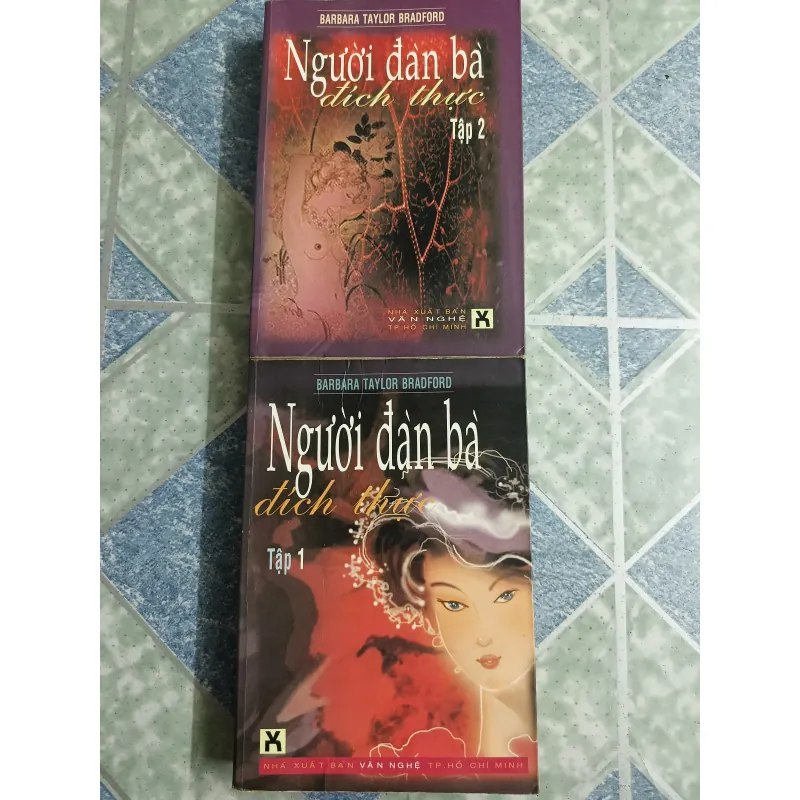 BARBARA TAYLOR BRADFORD
Người đàn bà
đích thực
Tập 2
NHÀ XUẤT BẢN
VĂN NGHỆ
TP.HỒ CHÍ MINH
BARBARA TAYLOR BRADFORD
Người đàn bà
đích thực
Tập 1
NHÀ XUẤT BẢN VĂN NGHỆ TP.HỒ CHÍ MINH